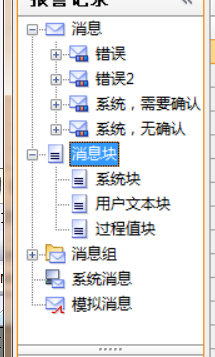 报警记录
消息
错误
错误2
系统，需要确认
系统，无确认
消息块
系统块
用户文本块
过程值块
消息组
系统消息
模拟消息